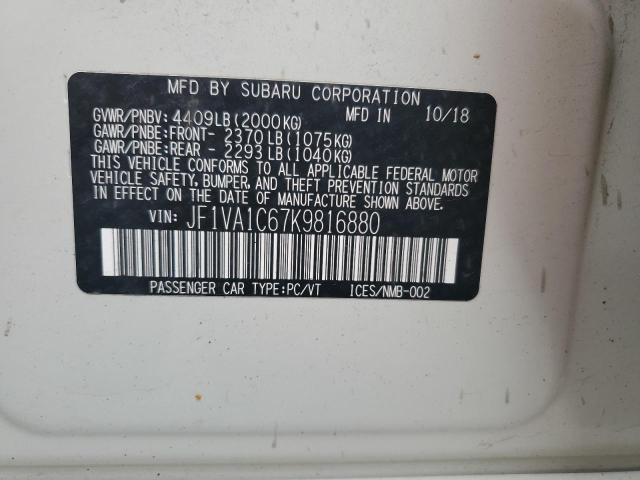 MFD BY SUBARU CORPORATION
GVWR/PNBV: 4409LB(2000KG) MFD IN 10/18
GAWR/PNBE:FRONT- 2370LB(1075KG)
GAWR/PNBE:REAR - 2293LB(1040KG)
THIS VEHICLE CONFORMS TO ALL APPLICABLE FEDERAL MOTOR
VEHICLE SAFETY, BUMPER, AND THEFT PREVENTION STANDARDS
IN EFFECT ON THE DATE OF MANUFACTURE SHOWN ABOVE.
VIN: JF1VA1C67K9816880
PASSENGER CAR TYPE:PC/VT ICES/NMB-002